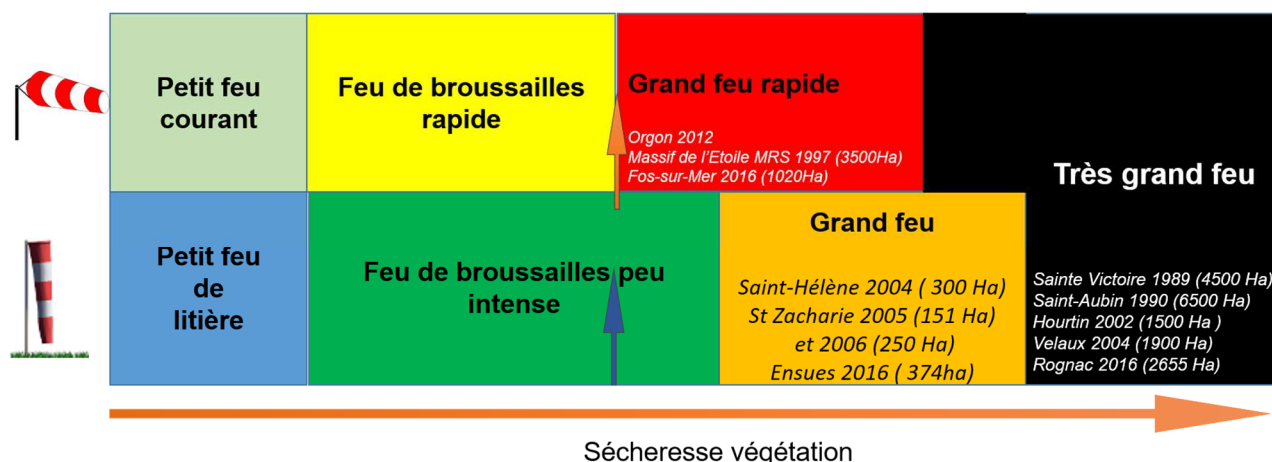 Petit feu
courant
Feu de broussailles
rapide
Grand feu rapide
Orgon 2012
Massif de l'Etoile MRS 1997 (3500Ha)
Fos-sur-Mer 2016 (1020Ha)
Très grand feu
Sainte Victoire 1989 (4500 Ha)
Saint-Aubin 1990 (6500 Ha)
Hourtin 2002 (1500 Ha )
Velaux 2004 (1900 Ha)
Rognac 2016 (2655 Ha)
Petit feu
de
litière
Feu de broussailles peu
intense
Grand feu
Saint-Hélène 2004 ( 300 Ha)
St Zacharie 2005 (151 Ha)
et 2006 (250 Ha)
Ensues 2016 ( 374ha)
Sécheresse végétation